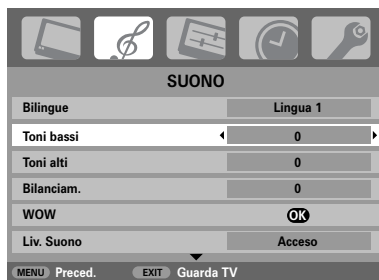 SUONO
Bilingue Lingua 1
Toni bassi 0
Toni alti 0
Bilanciam. 0
WOW OK
Liv. Suono Acceso
MENU Preced. EXIT Guarda TV